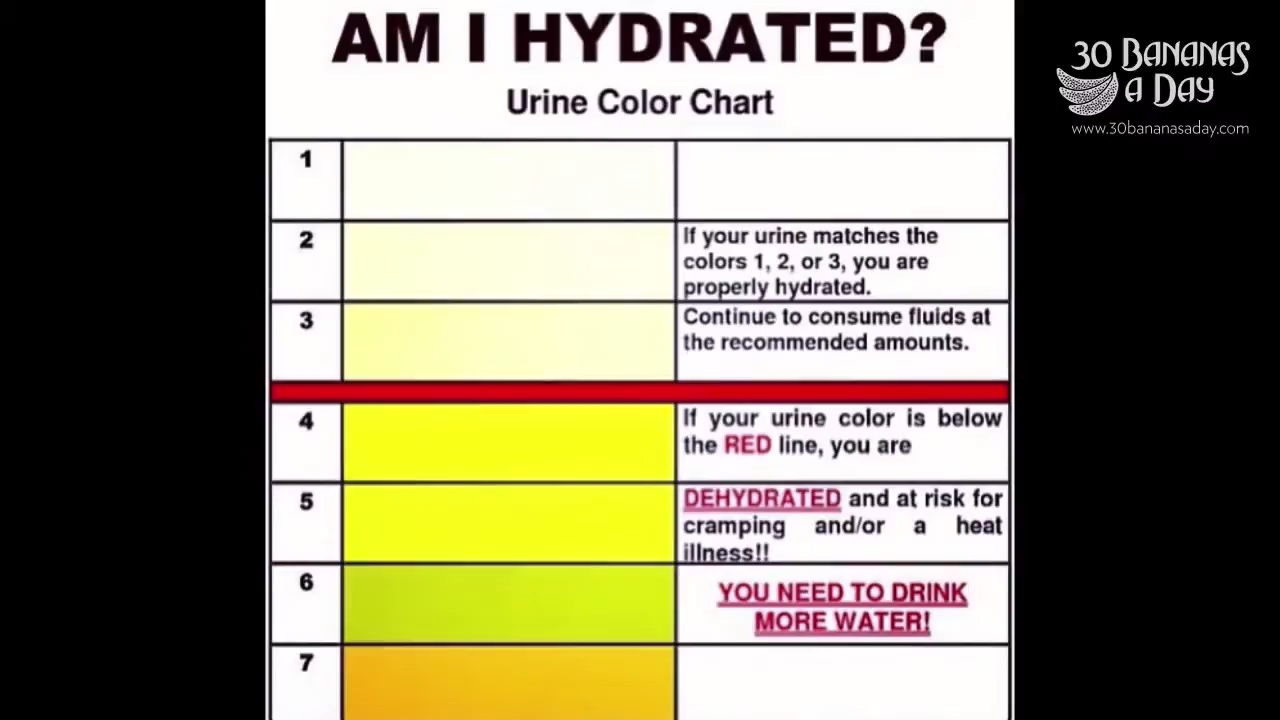 AM I HYDRATED?
Urine Color Chart
30 BANANAS
A DAY
www.30bananasaday.com
1
2
If your urine matches the
colors 1, 2, or 3, you are
properly hydrated.
3
Continue to consume fluids at
the recommended amounts.
4
If your urine color is below
the RED line, you are
5
DEHYDRATED and at risk for
cramping and/or a heat
illness!!
6
YOU NEED TO DRINK
MORE WATER!
7